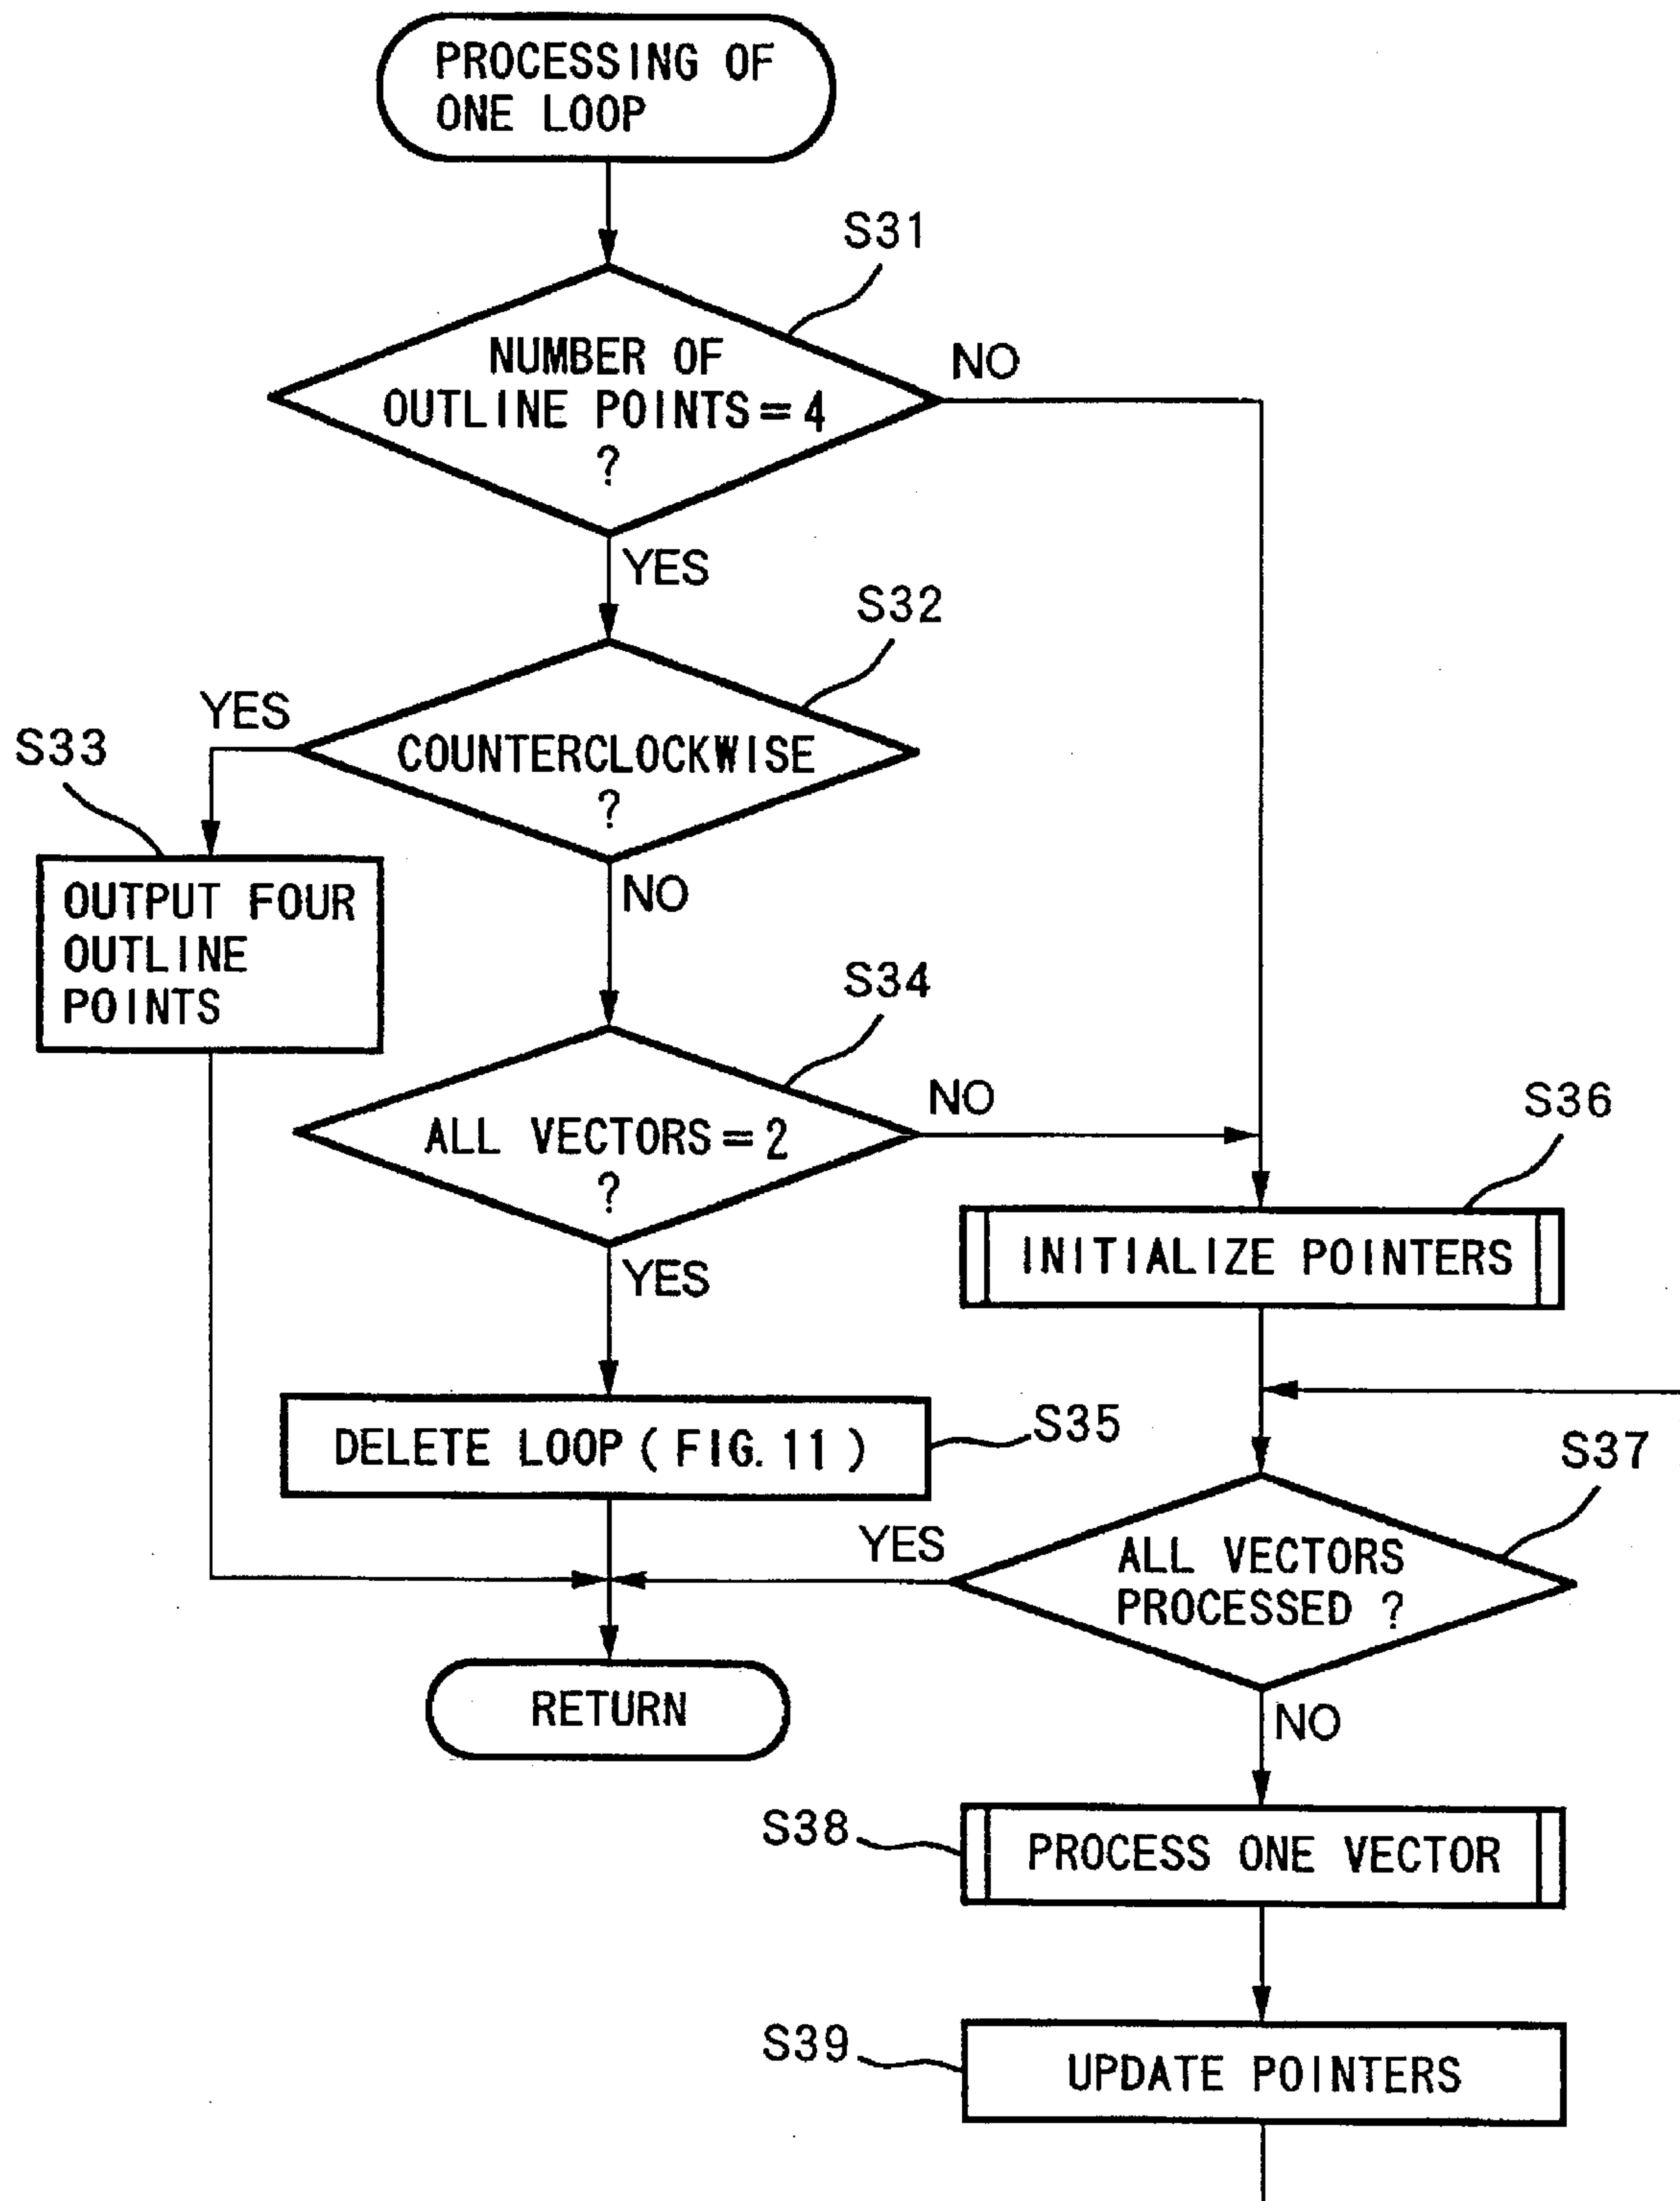 PROCESSING OF
ONE LOOP
S31
NUMBER OF
OUTLINE POINTS=4
?
NO
YES
S32
YES
COUNTERCLOCKWISE
?
S33
NO
OUTPUT FOUR
OUTLINE
POINTS
S34
ALL VECTORS=2
?
NO
YES
S36
INITIALIZE POINTERS
DELETE LOOP (FIG. 11)
S35
S37
YES
ALL VECTORS
PROCESSED ?
RETURN
NO
S38
PROCESS ONE VECTOR
S39
UPDATE POINTERS